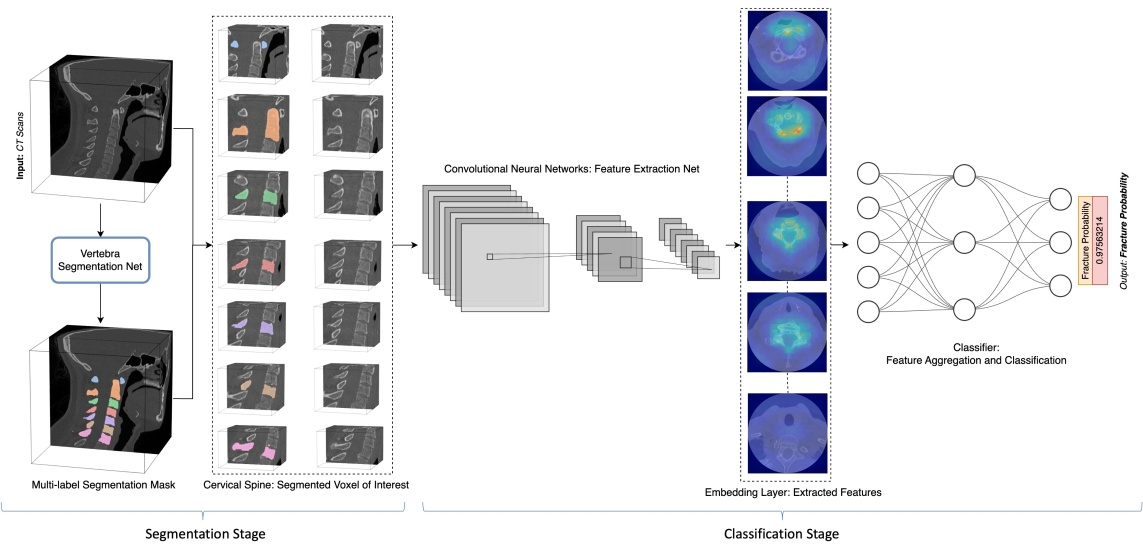 Input: CT Scans
Vertebra
Segmentation Net
Multi-label Segmentation Mask
Cervical Spine: Segmented Voxel of Interest
Segmentation Stage
Convolutional Neural Networks: Feature Extraction Net
Embedding Layer: Extracted Features
Classifier:
Feature Aggregation and Classification
Fracture Probability
0.97563214
Output: Fracture Probability
Classification Stage